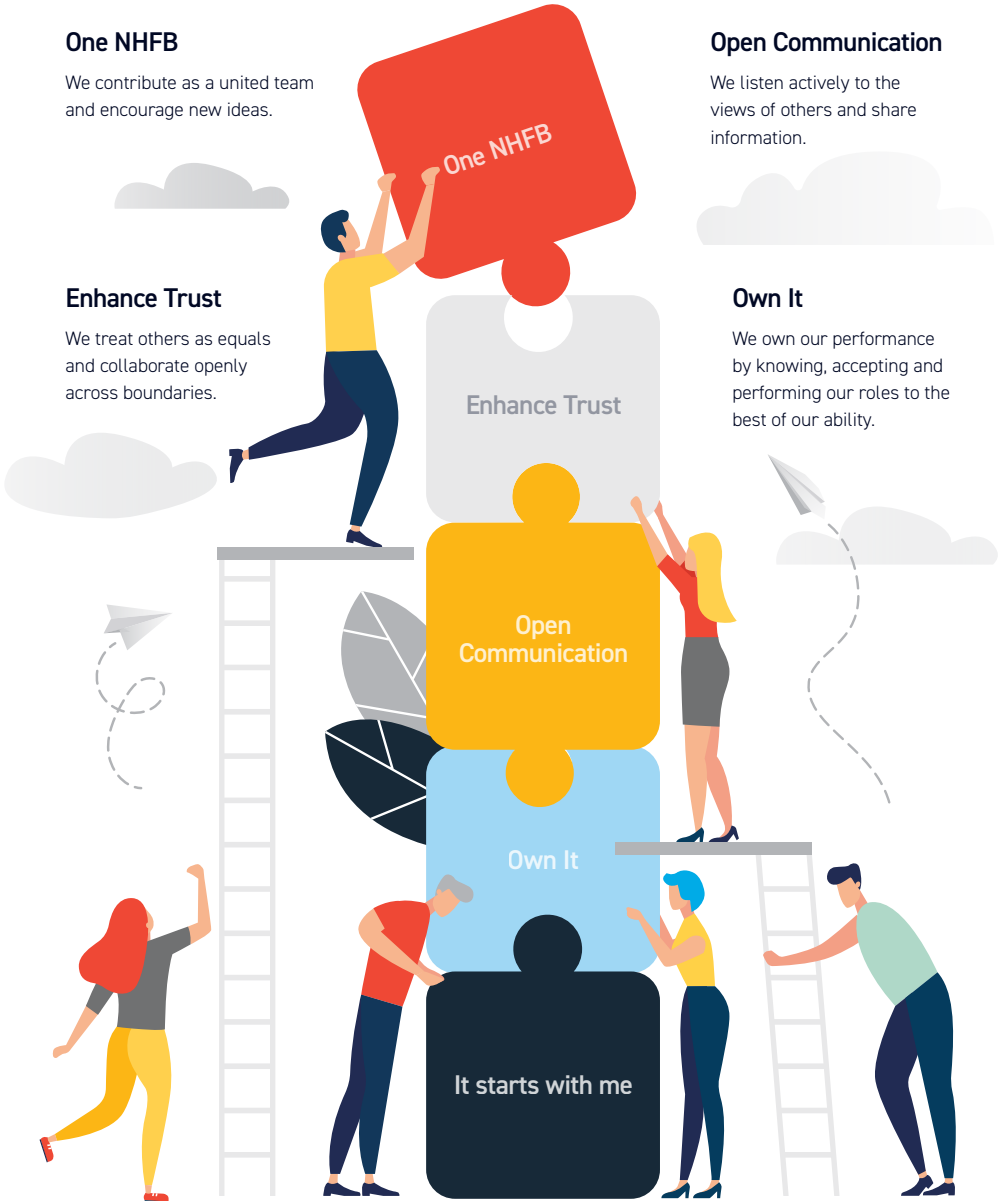 One NHFB
We contribute as a united team
and encourage new ideas.
Open Communication
We listen actively to the
views of others and share
information.
One NHFB
Enhance Trust
We treat others as equals
and collaborate openly
across boundaries.
Own It
We own our performance
by knowing, accepting and
performing our roles to the
best of our ability.
Enhance Trust
Open
Communication
Own It
It starts with me